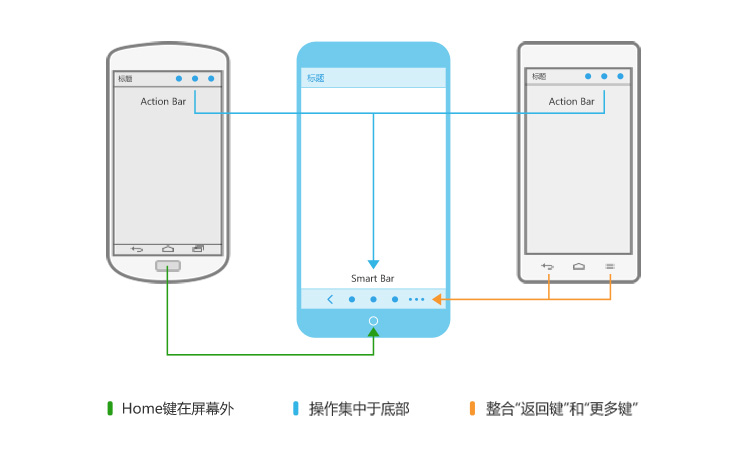 标题
Action Bar
标题
标题
Action Bar
Smart Bar
Home键在屏幕外
操作集中于底部
整合“返回键”和“更多键”